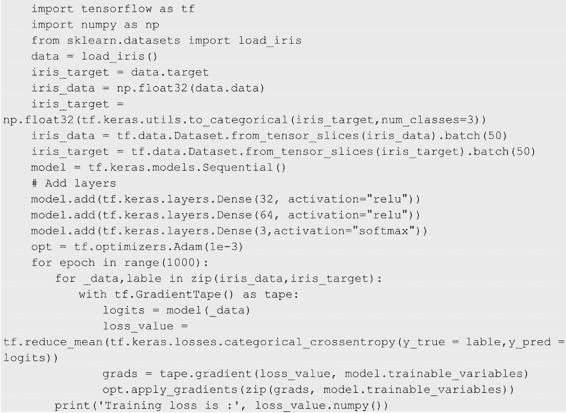 import tensorflow as tf
import numpy as np
from sklearn.datasets import load_iris
data = load_iris()
iris_target = data.target
iris_data = np.float32(data.data)
iris_target =
np.float32(tf.keras.utils.to_categorical(iris_target,num_classes=3))
iris_data = tf.data.Dataset.from_tensor_slices(iris_data).batch(50)
iris_target = tf.data.Dataset.from_tensor_slices(iris_target).batch(50)
model = tf.keras.models.Sequential()
# Add layers
model.add(tf.keras.layers.Dense(32, activation="relu"))
model.add(tf.keras.layers.Dense(64, activation="relu"))
model.add(tf.keras.layers.Dense(3,activation="softmax"))
opt = tf.optimizers.Adam(1e-3)
for epoch in range(1000):
for _data,lable in zip(iris_data,iris_target):
with tf.GradientTape() as tape:
logits = model(_data)
loss_value =
tf.reduce_mean(tf.keras.losses.categorical_crossentropy(y_true = lable,y_pred =
logits))
grads = tape.gradient(loss_value, model.trainable_variables)
opt.apply_gradients(zip(grads, model.trainable_variables))
print('Training loss is :', loss_value.numpy())